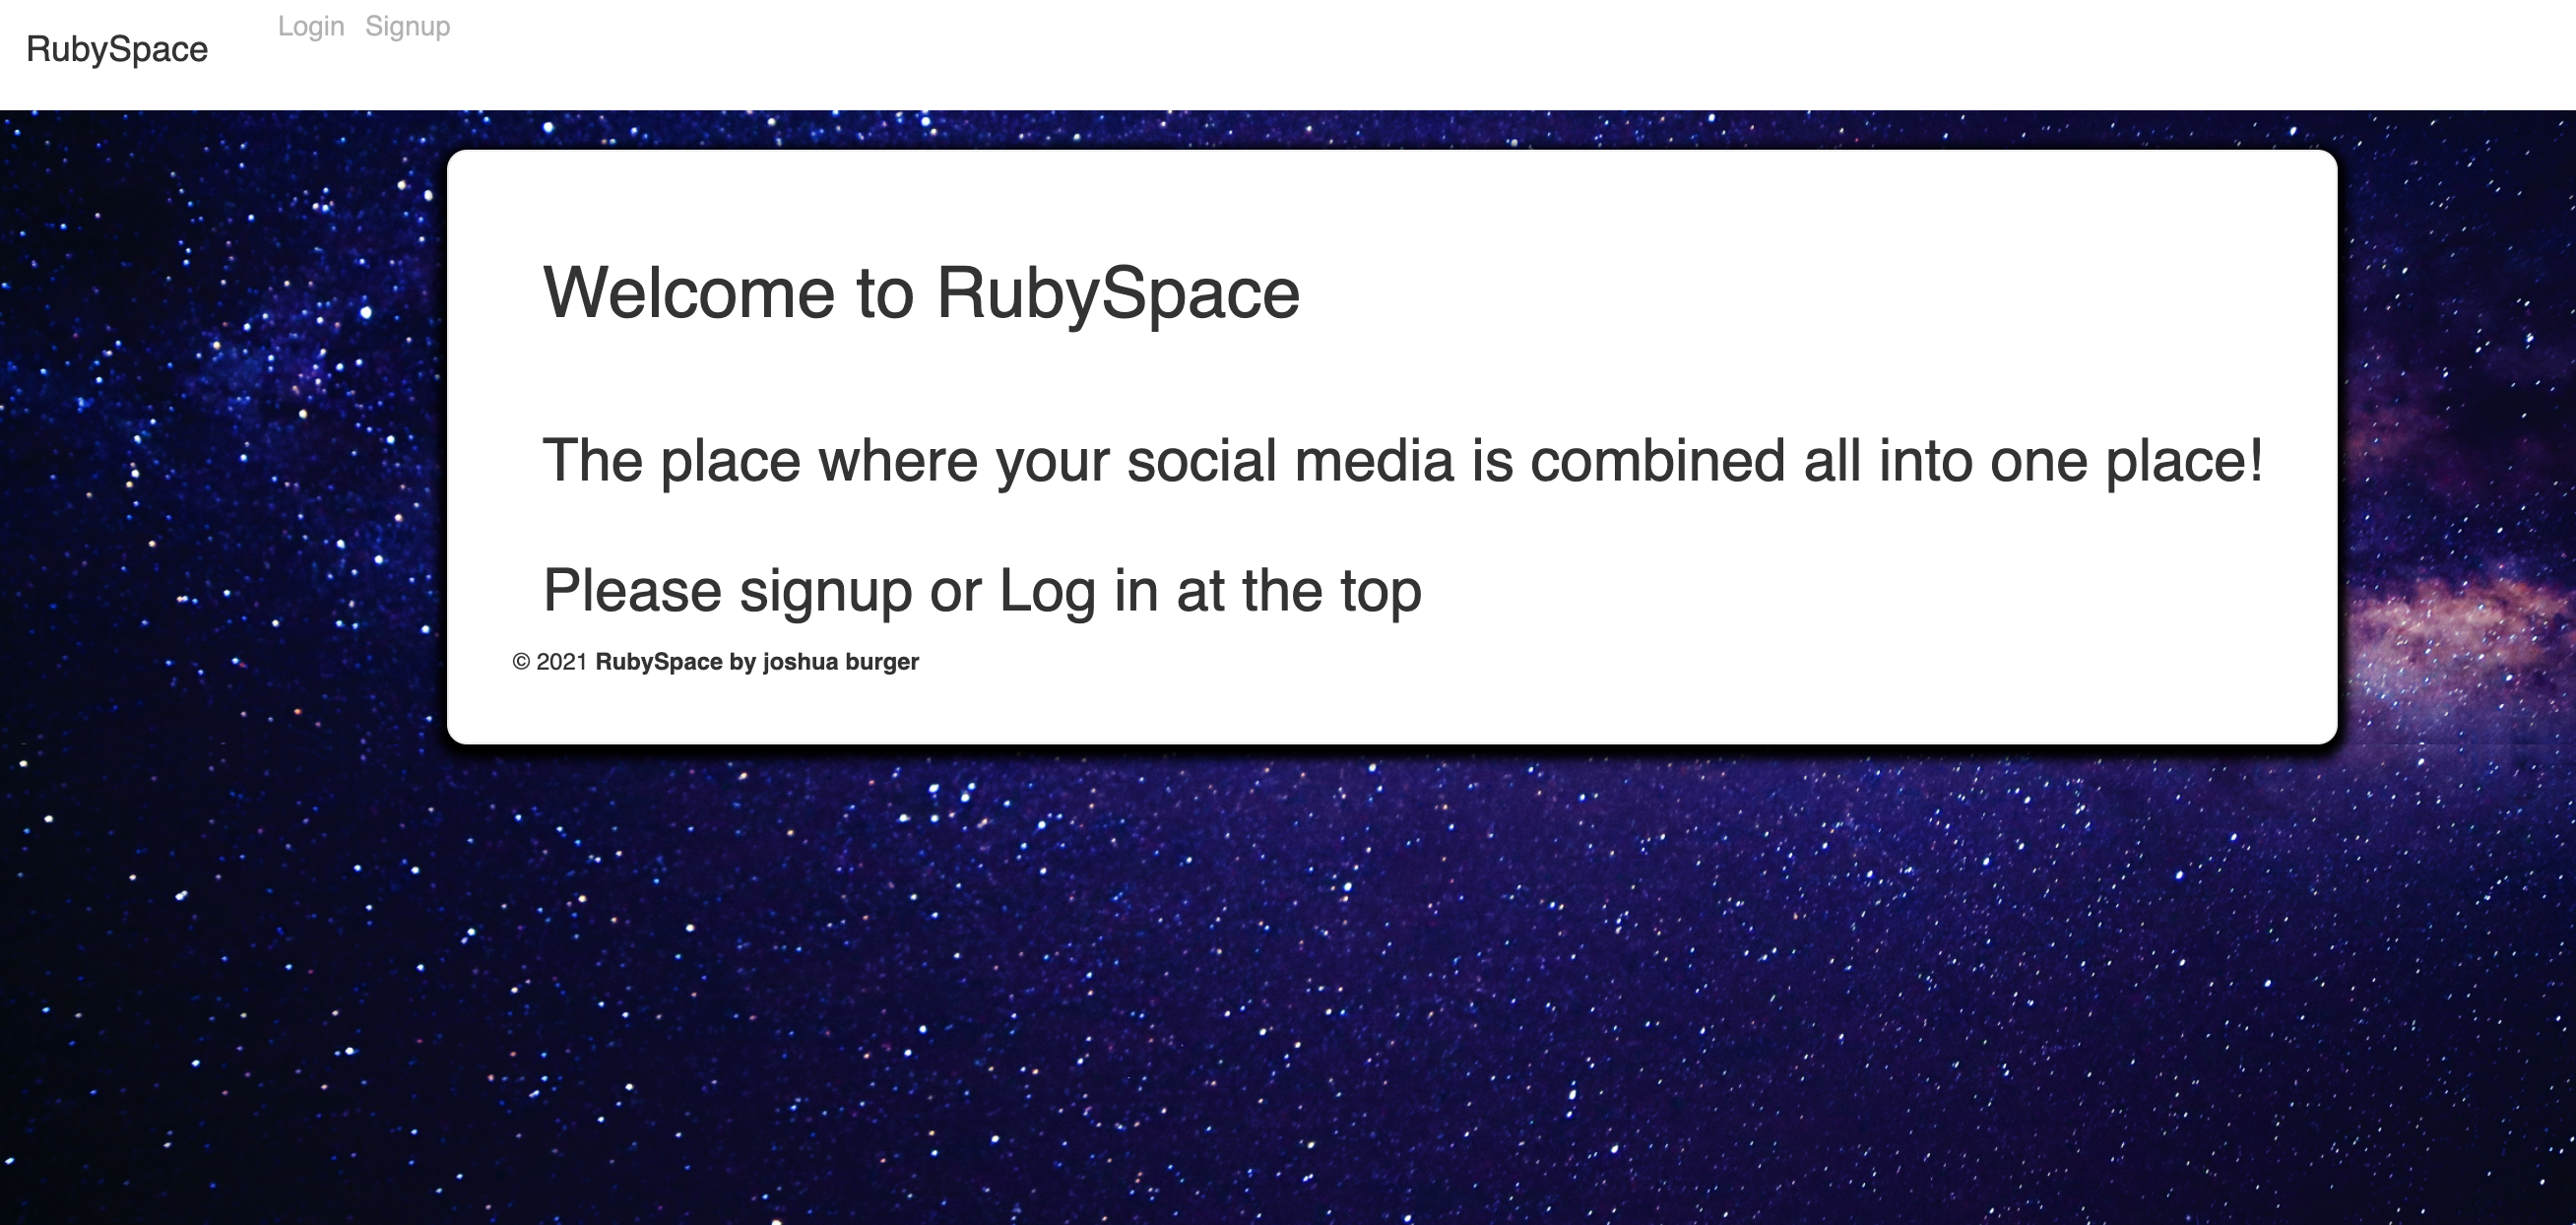 Login Signup
RubySpace
Welcome to RubySpace
The place where your social media is combined all into one place!
Please signup or Log in at the top
© 2021 RubySpace by joshua burger